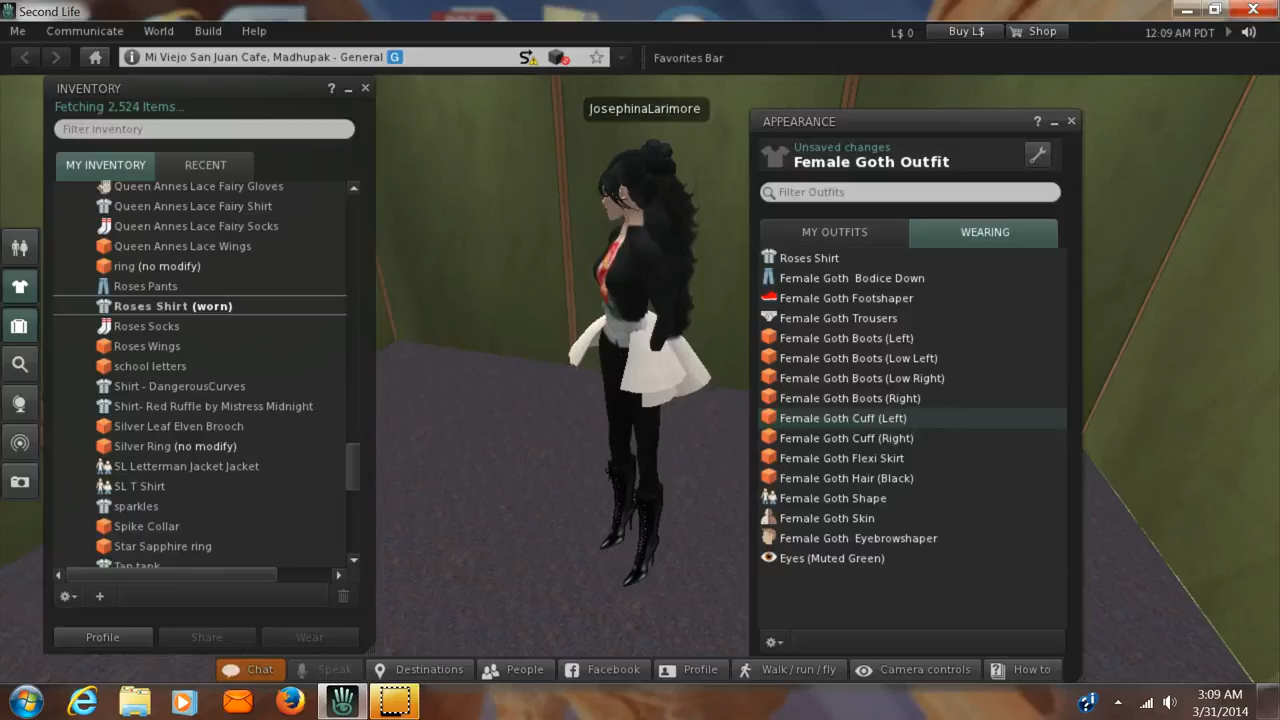 Second Life
Me Communicate World Build Help
L$ 0 Buy L$ Shop 12:09 AM PDT
Mi Viejo San Juan Cafe, Madhupak - General G
Favorites Bar
INVENTORY ?
Fetching 2,524 Items...
Filter Inventory
MY INVENTORY RECENT
Queen Annes Lace Fairy Gloves
Queen Annes Lace Fairy Shirt
Queen Annes Lace Fairy Socks
Queen Annes Lace Wings
ring (no modify)
Roses Pants
Roses Shirt (worn)
Roses Socks
Roses Wings
school letters
Shirt - DangerousCurves
Shirt- Red Ruffle by Mistress Midnight
Silver Leaf Elven Brooch
Silver Ring (no modify)
SL Letterman Jacket Jacket
SL T Shirt
sparkles
Spike Collar
Star Sapphire ring
Tan tank
Profile Share Wear
JosephinaLarimore
APPEARANCE ?
Unsaved changes
Female Goth Outfit
Filter Outfits
MY OUTFITS WEARING
Roses Shirt
Female Goth Bodice Down
Female Goth Footshaper
Female Goth Trousers
Female Goth Boots (Left)
Female Goth Boots (Low Left)
Female Goth Boots (Low Right)
Female Goth Boots (Right)
Female Goth Cuff (Left)
Female Goth Cuff (Right)
Female Goth Flexi Skirt
Female Goth Hair (Black)
Female Goth Shape
Female Goth Skin
Female Goth Eyebrowshaper
Eyes (Muted Green)
Chat Speak Destinations People Facebook Profile Walk / run / fly Camera controls How to
3:09 AM
3/31/2014